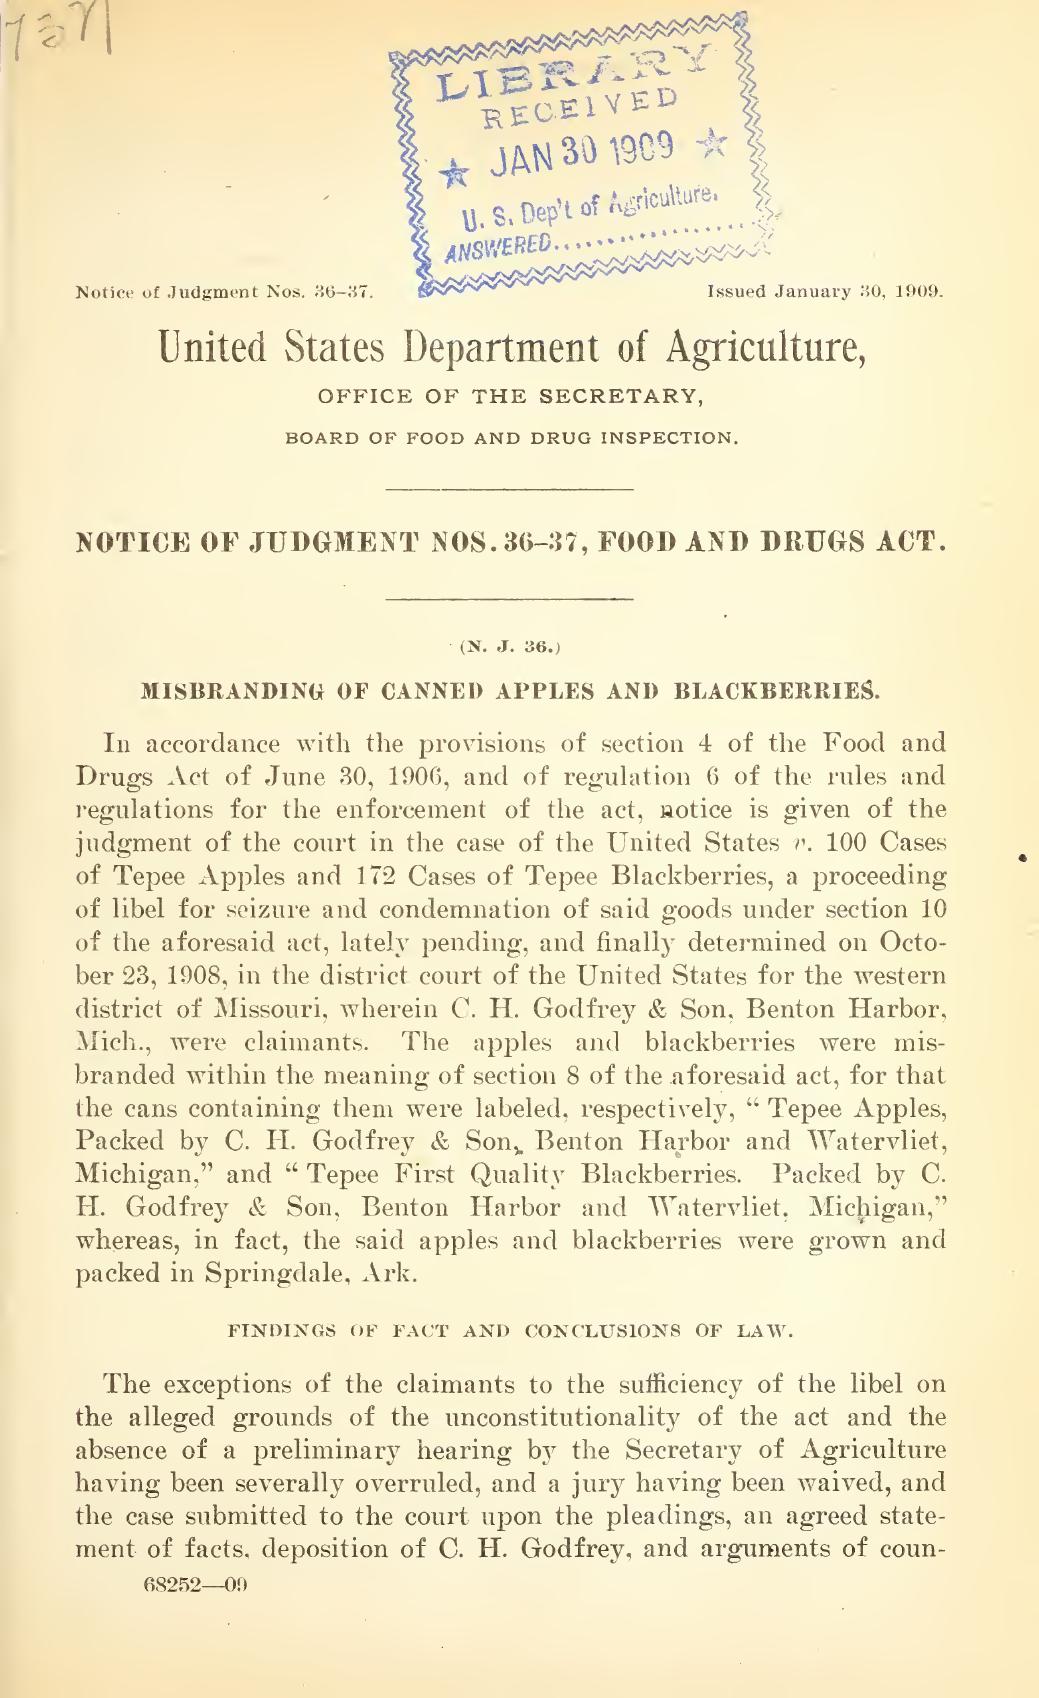 LIBRARY
RECEIVED
★ JAN 30 1909 ★
U. S. Dep't of Agriculture.
ANSWERED....................
Notice of Judgment Nos. 36–37.
Issued January 30, 1909.
United States Department of Agriculture,
OFFICE OF THE SECRETARY,
BOARD OF FOOD AND DRUG INSPECTION.
NOTICE OF JUDGMENT NOS. 36–37, FOOD AND DRUGS ACT.
(N. J. 36.)
MISBRANDING OF CANNED APPLES AND BLACKBERRIES.
In accordance with the provisions of section 4 of the Food and
Drugs Act of June 30, 1906, and of regulation 6 of the rules and
regulations for the enforcement of the act, notice is given of the
judgment of the court in the case of the United States v. 100 Cases
of Tepee Apples and 172 Cases of Tepee Blackberries, a proceeding
of libel for seizure and condemnation of said goods under section 10
of the aforesaid act, lately pending, and finally determined on Octo-
ber 23, 1908, in the district court of the United States for the western
district of Missouri, wherein C. H. Godfrey & Son, Benton Harbor,
Mich., were claimants. The apples and blackberries were mis-
branded within the meaning of section 8 of the aforesaid act, for that
the cans containing them were labeled, respectively, “ Tepee Apples,
Packed by C. H. Godfrey & Son, Benton Harbor and Watervliet,
Michigan,” and “ Tepee First Quality Blackberries. Packed by C.
H. Godfrey & Son, Benton Harbor and Watervliet, Michigan,”
whereas, in fact, the said apples and blackberries were grown and
packed in Springdale, Ark.
FINDINGS OF FACT AND CONCLUSIONS OF LAW.
The exceptions of the claimants to the sufficiency of the libel on
the alleged grounds of the unconstitutionality of the act and the
absence of a preliminary hearing by the Secretary of Agriculture
having been severally overruled, and a jury having been waived, and
the case submitted to the court upon the pleadings, an agreed state-
ment of facts, deposition of C. H. Godfrey, and arguments of coun-
68252—09